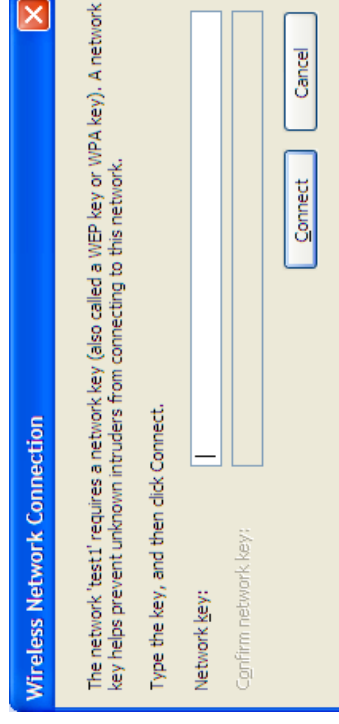 Wireless Network Connection
The network 'test1' requires a network key (also called a WEP key or WPA key). A network
key helps prevent unknown intruders from connecting to this network.
Type the key, and then click Connect.
Network key:
Confirm network key:
Connect
Cancel